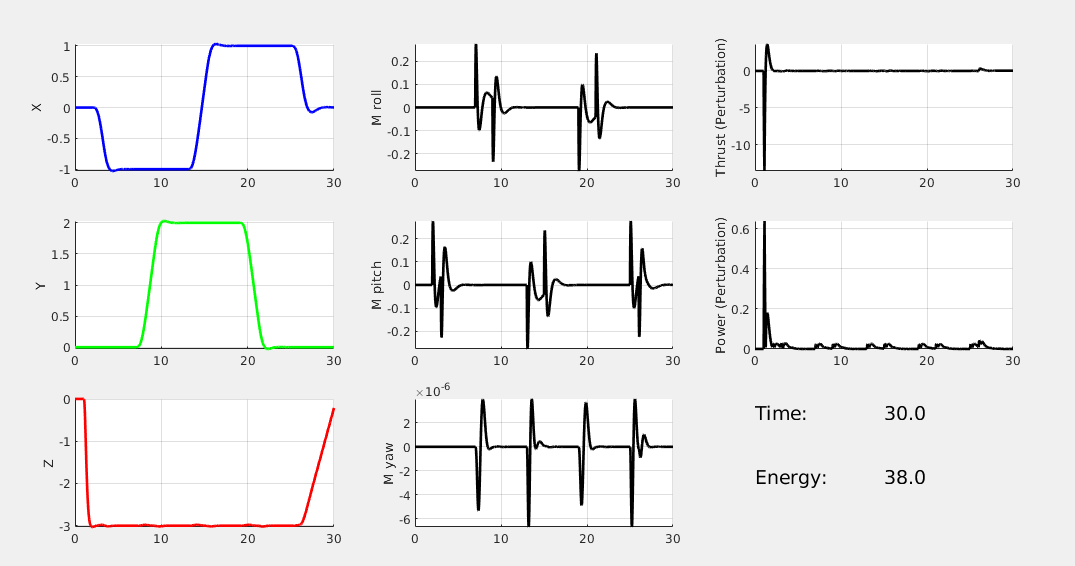 1
0.5
0
-0.5
-1
X
0 10 20 30
0.2
0.1
0
-0.1
-0.2
M roll
0 10 20 30
0
-5
-10
Thrust (Perturbation)
0 10 20 30
2
1.5
1
0.5
0
Y
0 10 20 30
0.2
0.1
0
-0.1
-0.2
M pitch
0 10 20 30
0.6
0.4
0.2
0
Power (Perturbation)
0 10 20 30
0
-1
-2
-3
Z
0 10 20 30
×10⁻⁶
2
0
-2
-4
-6
M yaw
0 10 20 30
Time: 30.0
Energy: 38.0